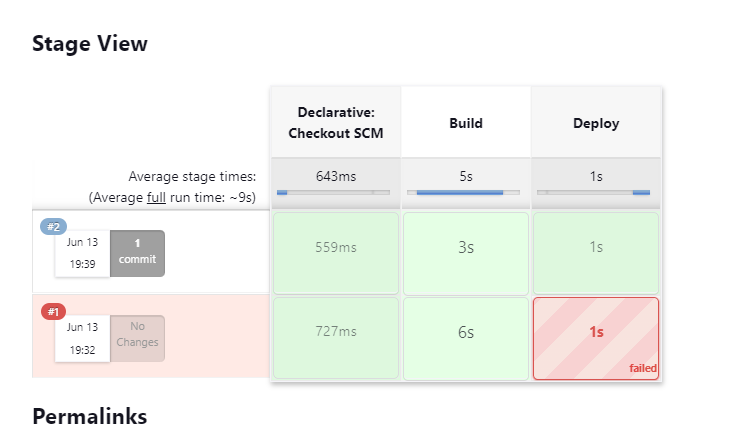 Stage View
Declarative:
Checkout SCM
Build
Deploy
Average stage times:
(Average full run time: ~9s)
643ms
5s
1s
#2
Jun 13
19:39
1
commit
559ms
3s
1s
#1
Jun 13
19:32
No
Changes
727ms
6s
1s
failed
Permalinks